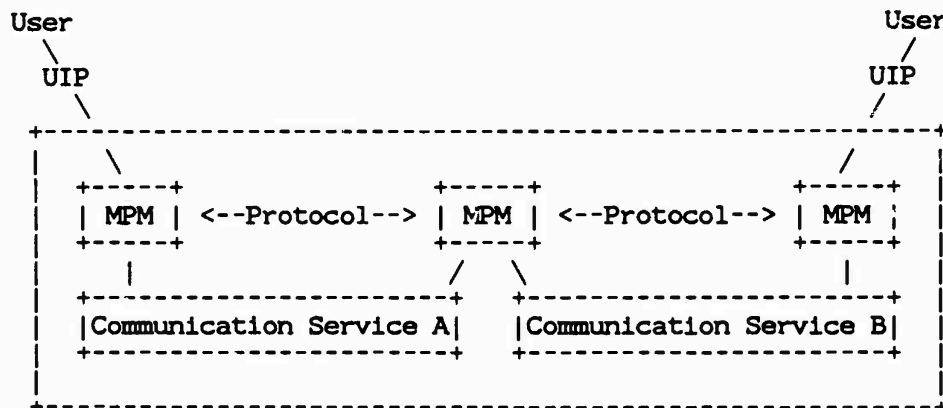 User User
UIP UIP
MPM <--Protocol--> MPM <--Protocol--> MPM
Communication Service A Communication Service B